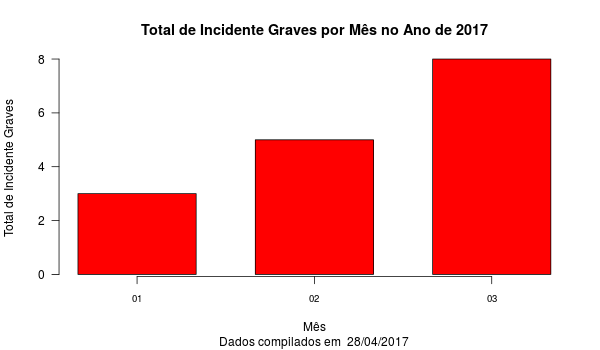 Total de Incidente Graves por Mês no Ano de 2017
Total de Incidente Graves
8
6
4
2
0
01 02 03
Mês
Dados compilados em  28/04/2017